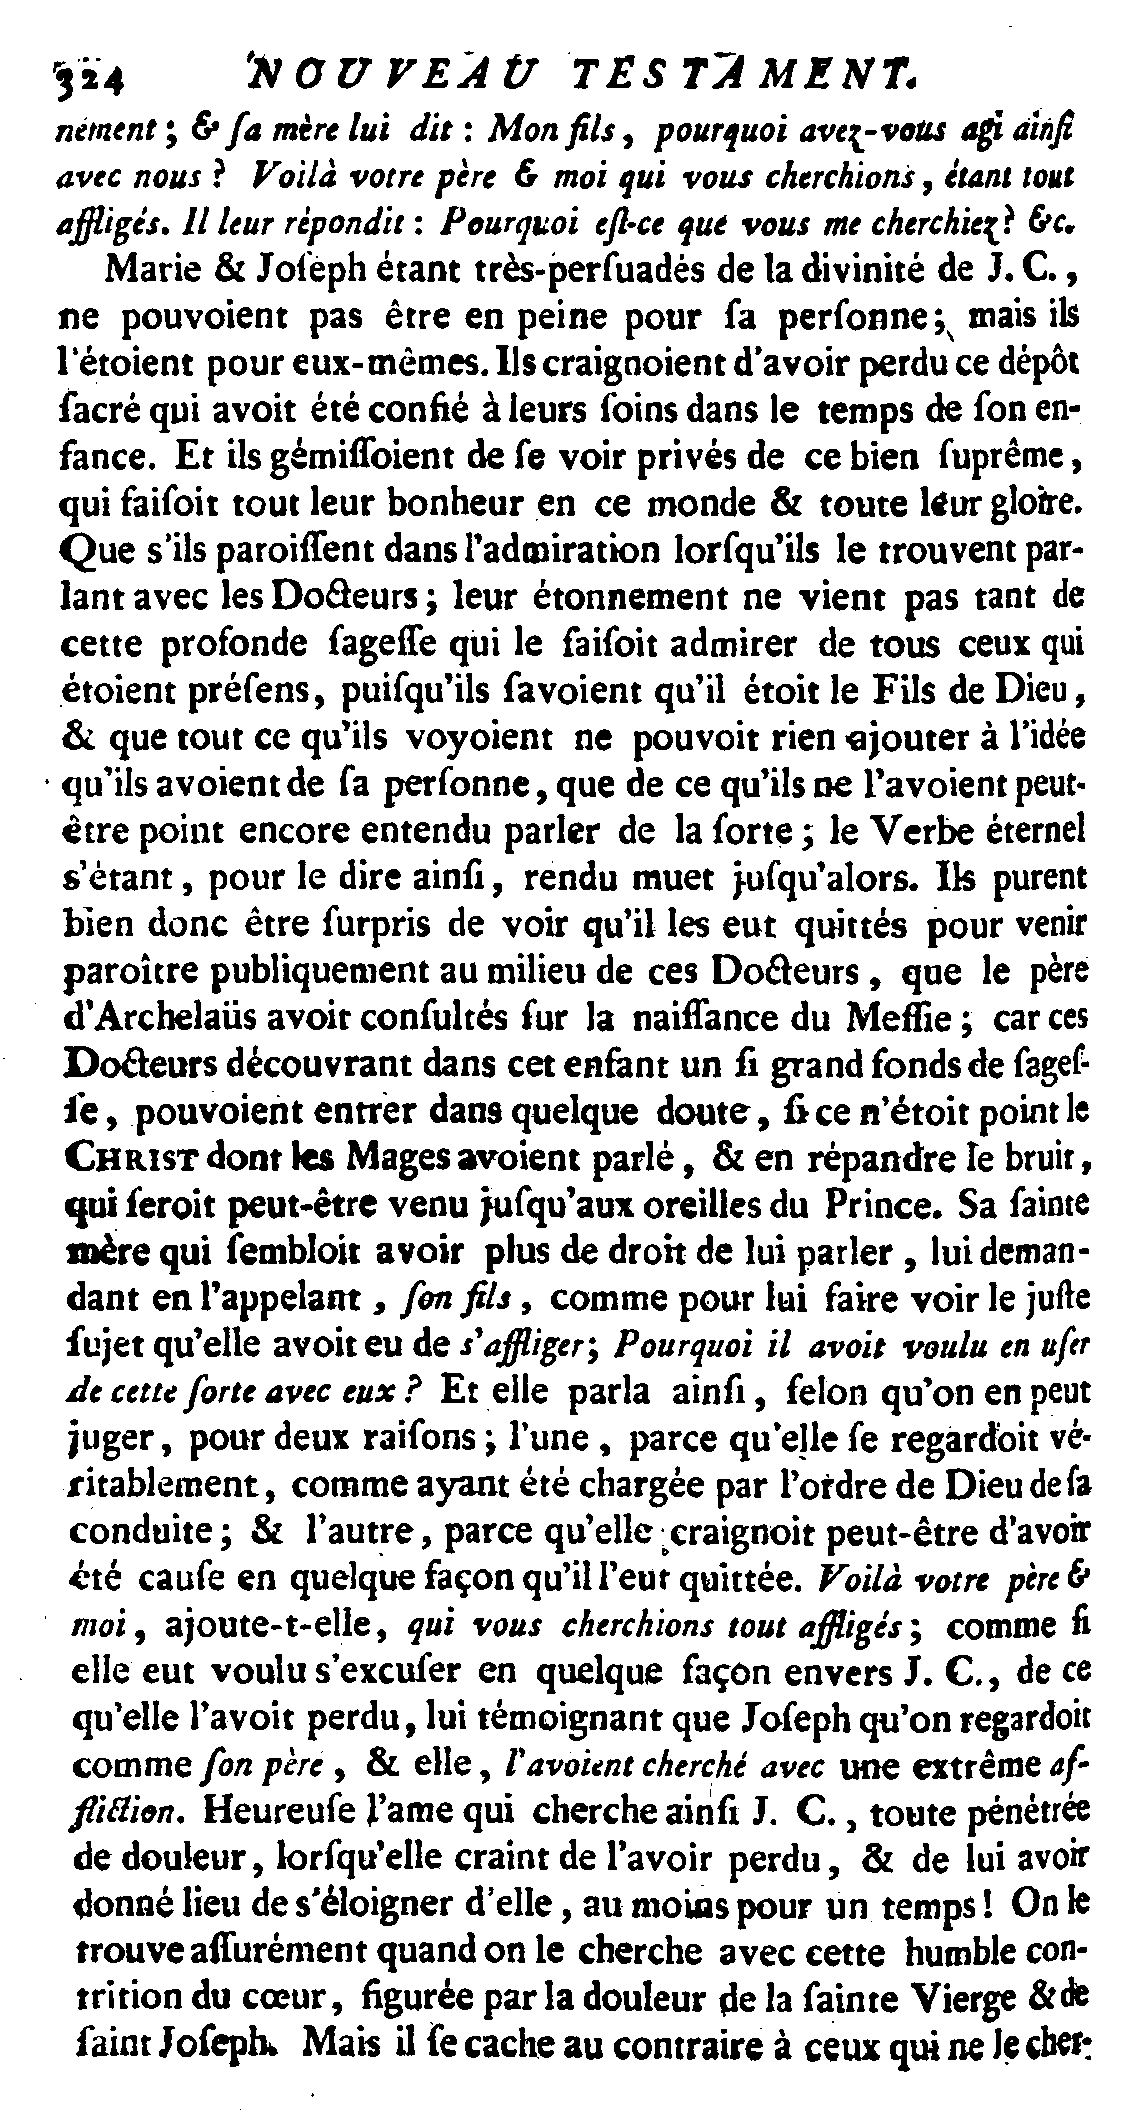 324 NOUVEAU TESTAMENT.
nément ; & ſa mère lui dit : Mon fils, pourquoi avez-vous agi ainſi
avec nous ? Voilà votre père & moi qui vous cherchions, étant tout
affligés. Il leur répondit : Pourquoi eſt-ce que vous me cherchiez ? &c.
Marie & Joſeph étant très-perſuadés de la divinité de J. C.,
ne pouvoient pas être en peine pour ſa perſonne ; mais ils
l'étoient pour eux-mêmes. Ils craignoient d'avoir perdu ce dépôt
ſacré qui avoit été confié à leurs ſoins dans le temps de ſon en-
fance. Et ils gémiſſoient de ſe voir privés de ce bien ſuprême,
qui faiſoit tout leur bonheur en ce monde & toute leur gloire.
Que s'ils paroiſſent dans l'admiration lorſqu'ils le trouvent par-
lant avec les Docteurs ; leur étonnement ne vient pas tant de
cette profonde ſageſſe qui le faiſoit admirer de tous ceux qui
étoient préſens, puiſqu'ils ſavoient qu'il étoit le Fils de Dieu,
& que tout ce qu'ils voyoient ne pouvoit rien ajouter à l'idée
qu'ils avoient de ſa perſonne, que de ce qu'ils ne l'avoient peut-
être point encore entendu parler de la ſorte ; le Verbe éternel
s'étant, pour le dire ainſi, rendu muet juſqu'alors. Ils purent
bien donc être ſurpris de voir qu'il les eut quittés pour venir
paroître publiquement au milieu de ces Docteurs, que le père
d'Archelaüs avoit conſultés ſur la naiſſance du Meſſie ; car ces
Docteurs découvrant dans cet enfant un ſi grand fonds de ſageſ-
ſe, pouvoient entrer dans quelque doute, ſi ce n'étoit point le
CHRIST dont les Mages avoient parlé, & en répandre le bruit,
qui ſeroit peut-être venu juſqu'aux oreilles du Prince. Sa ſainte
mère qui ſembloit avoir plus de droit de lui parler, lui deman-
dant en l'appelant, ſon fils, comme pour lui faire voir le juſte
ſujet qu'elle avoit eu de s'affliger ; Pourquoi il avoit voulu en uſer
de cette ſorte avec eux ? Et elle parla ainſi, ſelon qu'on en peut
juger, pour deux raiſons ; l'une, parce qu'elle ſe regardoit vé-
ritablement, comme ayant été chargée par l'ordre de Dieu de ſa
conduite ; & l'autre, parce qu'elle craignoit peut-être d'avoir
été cauſe en quelque façon qu'il l'eut quittée. Voilà votre père &
moi, ajoute-t-elle, qui vous cherchions tout affligés ; comme ſi
elle eut voulu s'excuſer en quelque façon envers J. C., de ce
qu'elle l'avoit perdu, lui témoignant que Joſeph qu'on regardoit
comme ſon père, & elle, l'avoient cherché avec une extrême af-
fliction. Heureuſe l'ame qui cherche ainſi J. C., toute pénétrée
de douleur, lorſqu'elle craint de l'avoir perdu, & de lui avoir
donné lieu de s'éloigner d'elle, au moins pour un temps ! On le
trouve aſſurément quand on le cherche avec cette humble con-
trition du cœur, figurée par la douleur de la ſainte Vierge & de
ſaint Joſeph. Mais il ſe cache au contraire à ceux qui ne le cher-